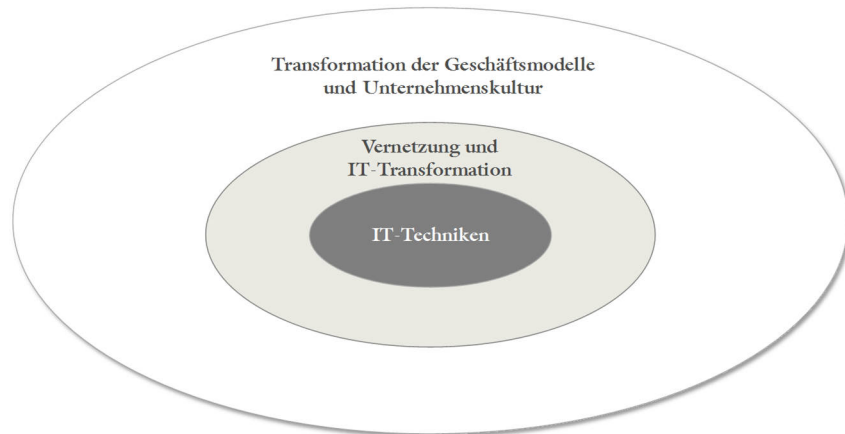 Transformation der Geschäftsmodelle
und Unternehmenskultur
Vernetzung und
IT-Transformation
IT-Techniken